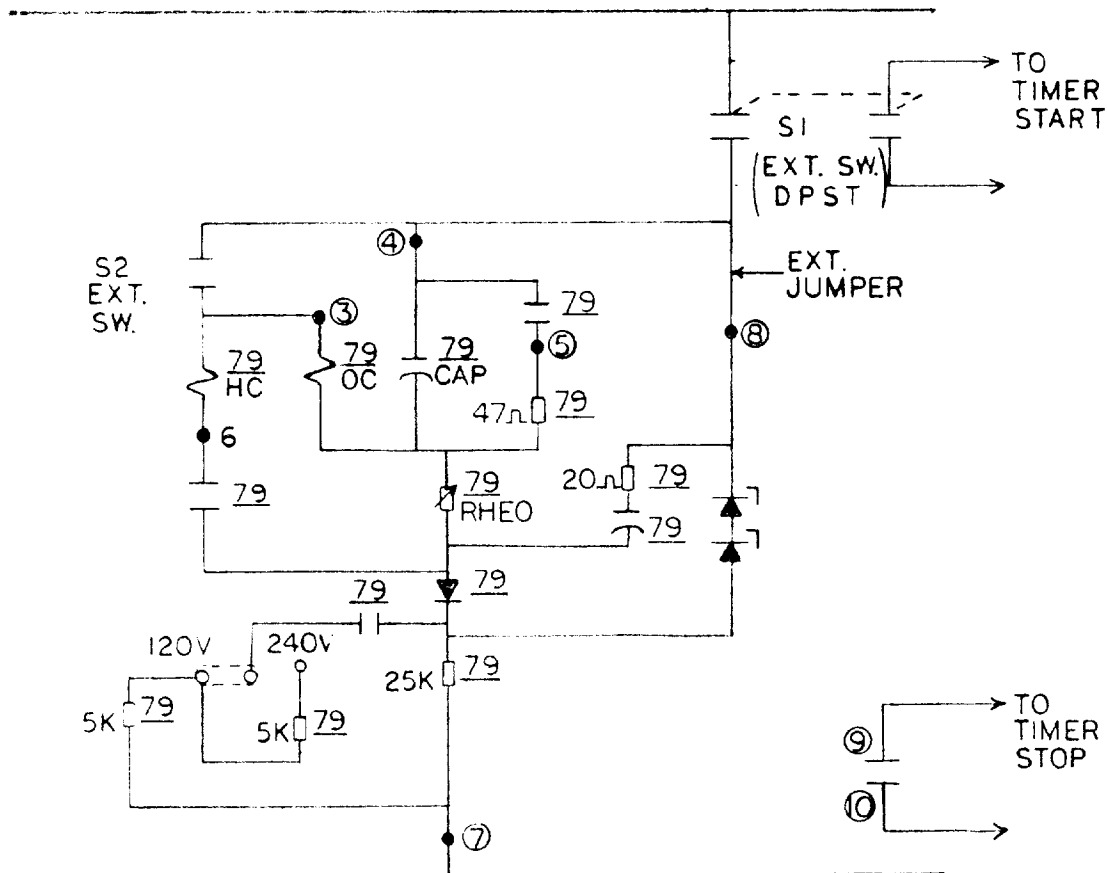 TO
TIMER
START
S1
(EXT. SW.
DPST)
④
S2
EXT.
SW.
EXT.
JUMPER
③
79
⑤
⑧
79
HC
79
OC
79
CAP
47Ω
79
6
79
79
RHEO
20Ω
79
79
79
79
120V
240V
25K
79
5K
79
5K
79
TO
TIMER
STOP
⑨
⑩
⑦